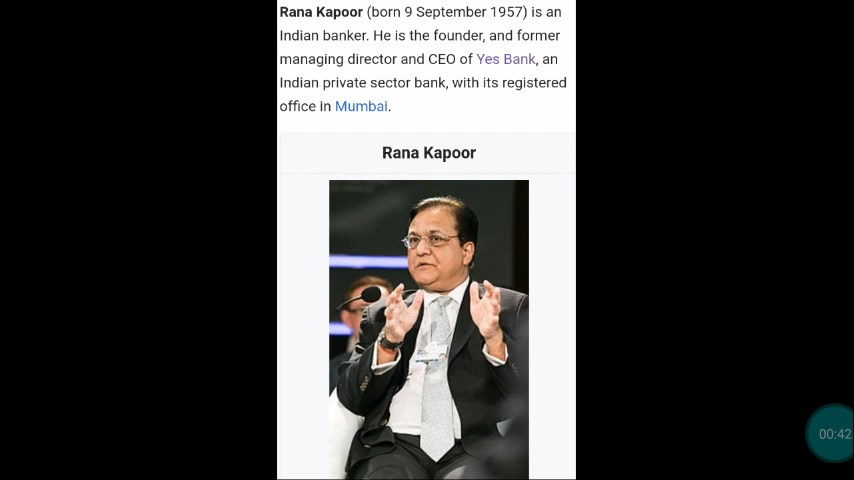 Rana Kapoor (born 9 September 1957) is an
Indian banker. He is the founder, and former
managing director and CEO of Yes Bank, an
Indian private sector bank, with its registered
office in Mumbai.
Rana Kapoor
00:42